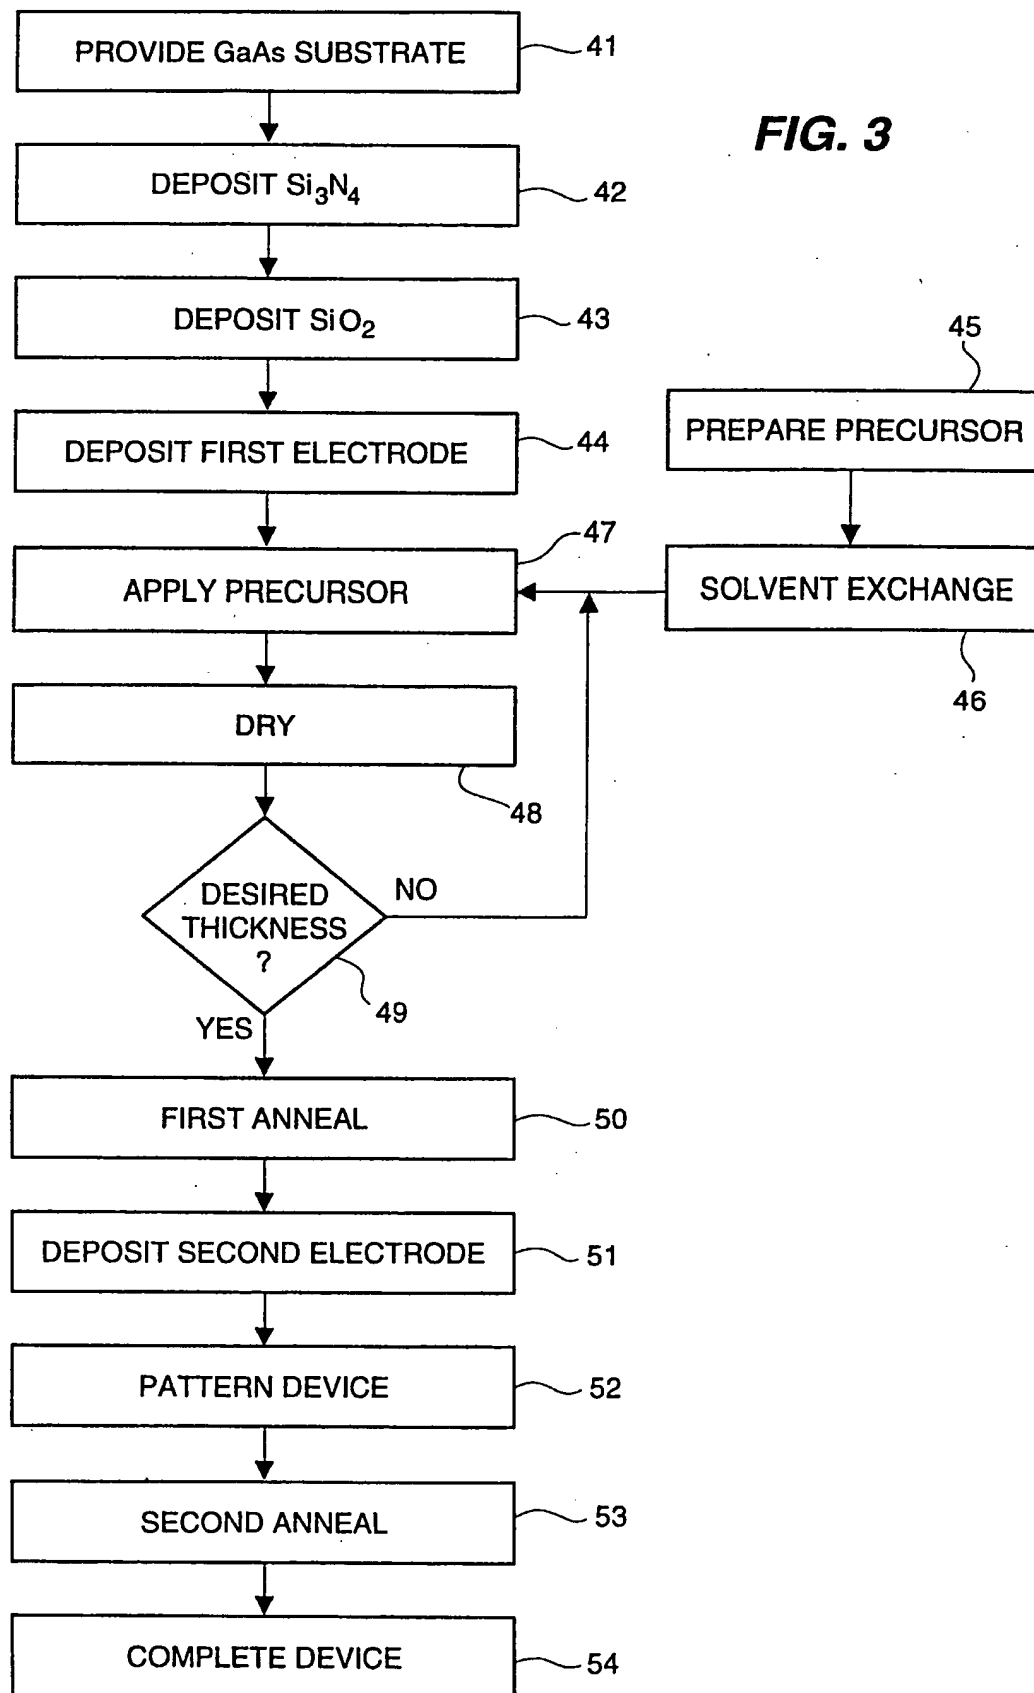 PROVIDE GaAs SUBSTRATE
41
FIG. 3
DEPOSIT Si3N4
42
DEPOSIT SiO2
43
45
DEPOSIT FIRST ELECTRODE
44
PREPARE PRECURSOR
47
APPLY PRECURSOR
SOLVENT EXCHANGE
46
DRY
48
DESIRED
THICKNESS
?
NO
49
YES
FIRST ANNEAL
50
DEPOSIT SECOND ELECTRODE
51
PATTERN DEVICE
52
SECOND ANNEAL
53
COMPLETE DEVICE
54